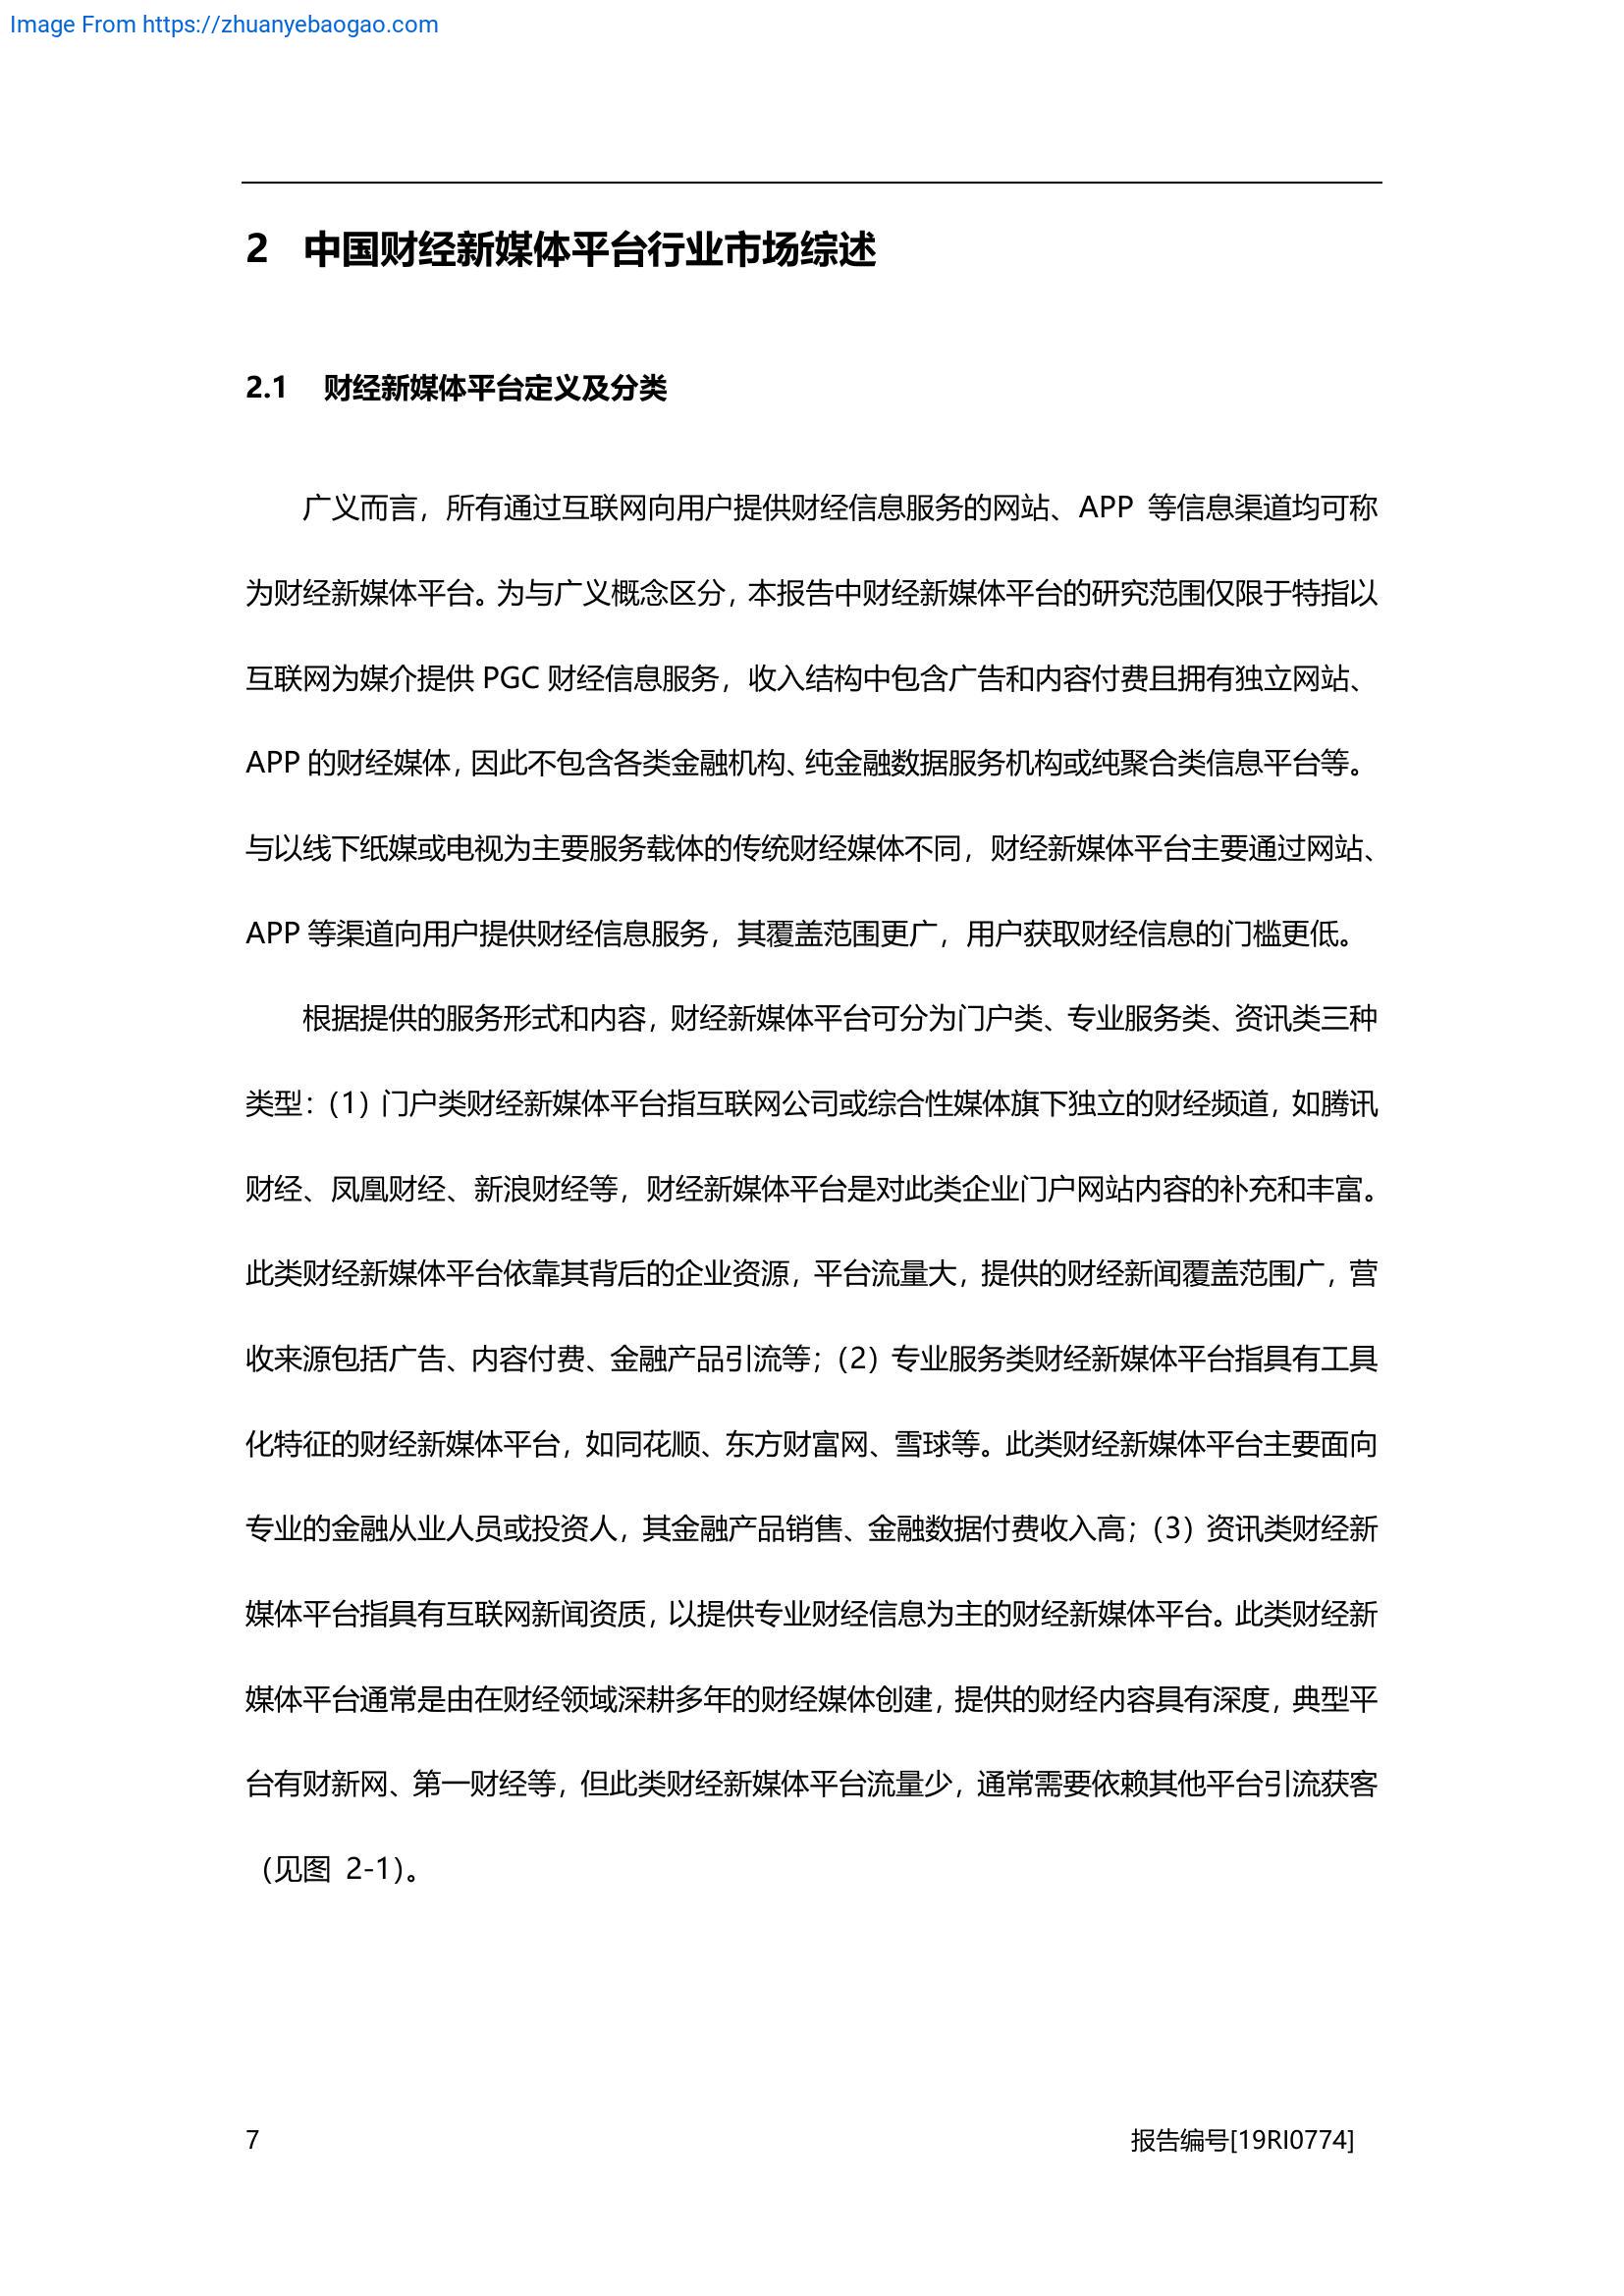 Image From https://zhuanyebaogao.com
2 中国财经新媒体平台行业市场综述
2.1 财经新媒体平台定义及分类
广义而言，所有通过互联网向用户提供财经信息服务的网站、APP 等信息渠道均可称
为财经新媒体平台。为与广义概念区分，本报告中财经新媒体平台的研究范围仅限于特指以
互联网为媒介提供 PGC 财经信息服务，收入结构中包含广告和内容付费且拥有独立网站、
APP 的财经媒体，因此不包含各类金融机构、纯金融数据服务机构或纯聚合类信息平台等。
与以线下纸媒或电视为主要服务载体的传统财经媒体不同，财经新媒体平台主要通过网站、
APP 等渠道向用户提供财经信息服务，其覆盖范围更广，用户获取财经信息的门槛更低。
根据提供的服务形式和内容，财经新媒体平台可分为门户类、专业服务类、资讯类三种
类型：（1）门户类财经新媒体平台指互联网公司或综合性媒体旗下独立的财经频道，如腾讯
财经、凤凰财经、新浪财经等，财经新媒体平台是对此类企业门户网站内容的补充和丰富。
此类财经新媒体平台依靠其背后的企业资源，平台流量大，提供的财经新闻覆盖范围广，营
收来源包括广告、内容付费、金融产品引流等；（2）专业服务类财经新媒体平台指具有工具
化特征的财经新媒体平台，如同花顺、东方财富网、雪球等。此类财经新媒体平台主要面向
专业的金融从业人员或投资人，其金融产品销售、金融数据付费收入高；（3）资讯类财经新
媒体平台指具有互联网新闻资质，以提供专业财经信息为主的财经新媒体平台。此类财经新
媒体平台通常是由在财经领域深耕多年的财经媒体创建，提供的财经内容具有深度，典型平
台有财新网、第一财经等，但此类财经新媒体平台流量少，通常需要依赖其他平台引流获客
（见图 2-1）。
7 报告编号[19RI0774]